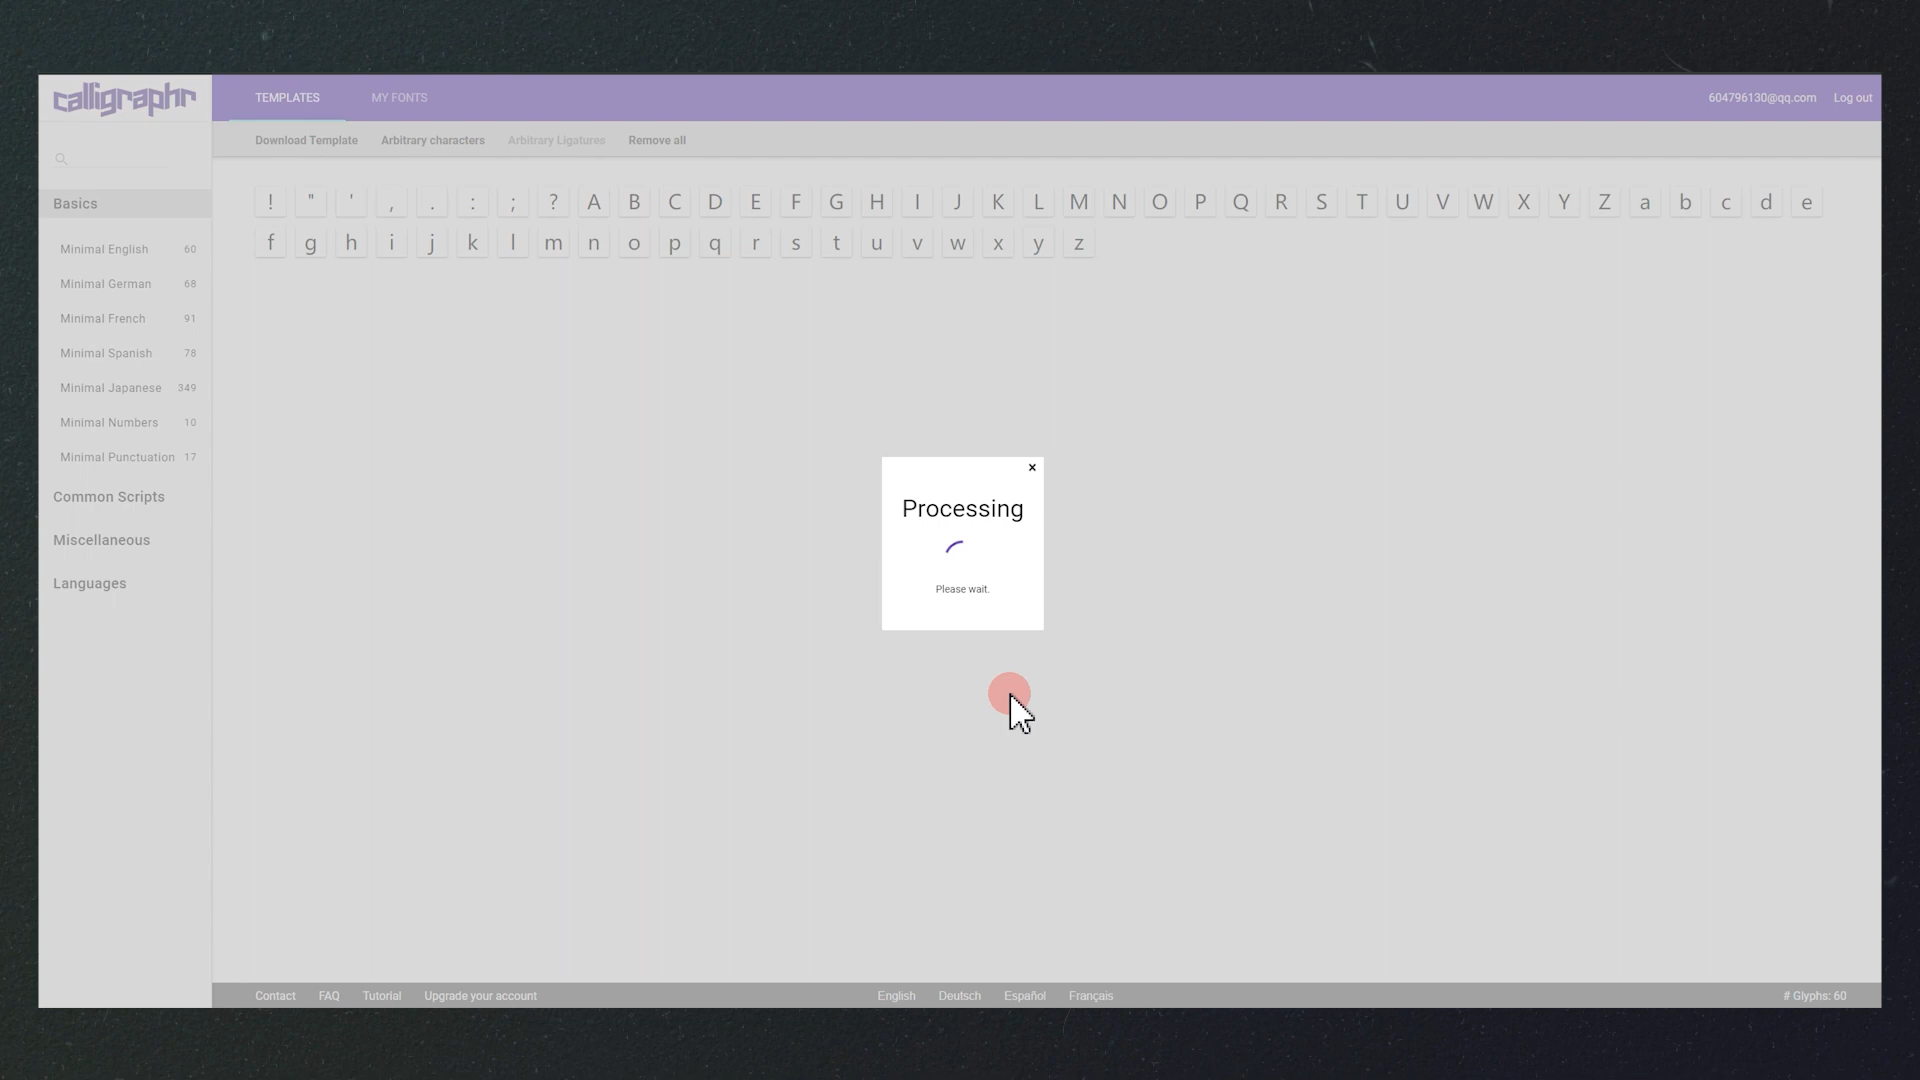 calligraphr
TEMPLATES MY FONTS 604796130@qq.com Log out
Download Template Arbitrary characters Arbitrary Ligatures Remove all
Basics
Minimal English 60
Minimal German 68
Minimal French 91
Minimal Spanish 78
Minimal Japanese 349
Minimal Numbers 10
Minimal Punctuation 17
Common Scripts
Miscellaneous
Languages
! " ' , . : ; ? A B C D E F G H I J K L M N O P Q R S T U V W X Y Z a b c d e
f g h i j k l m n o p q r s t u v w x y z
×
Processing
Please wait.
Contact FAQ Tutorial Upgrade your account English Deutsch Español Français # Glyphs: 60